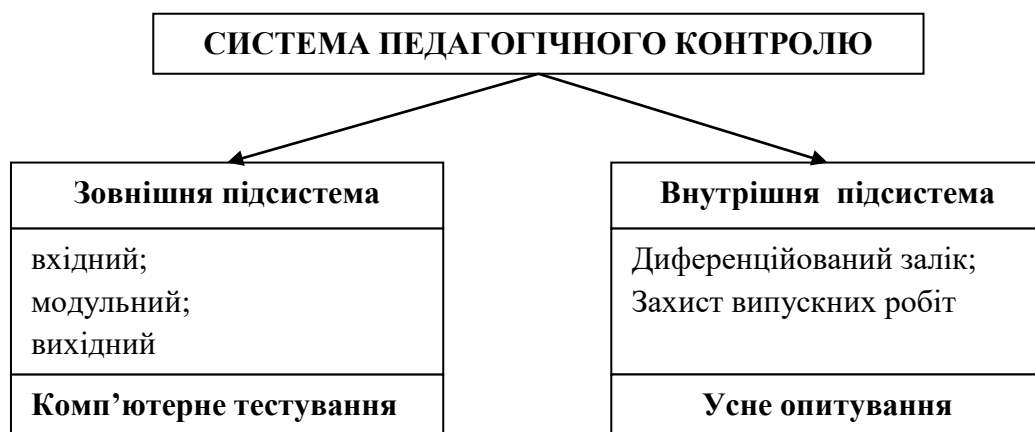 СИСТЕМА ПЕДАГОГІЧНОГО КОНТРОЛЮ
Зовнішня підсистема
вхідний;
модульний;
вихідний
Комп’ютерне тестування
Внутрішня підсистема
Диференційований залік;
Захист випускних робіт
Усне опитування